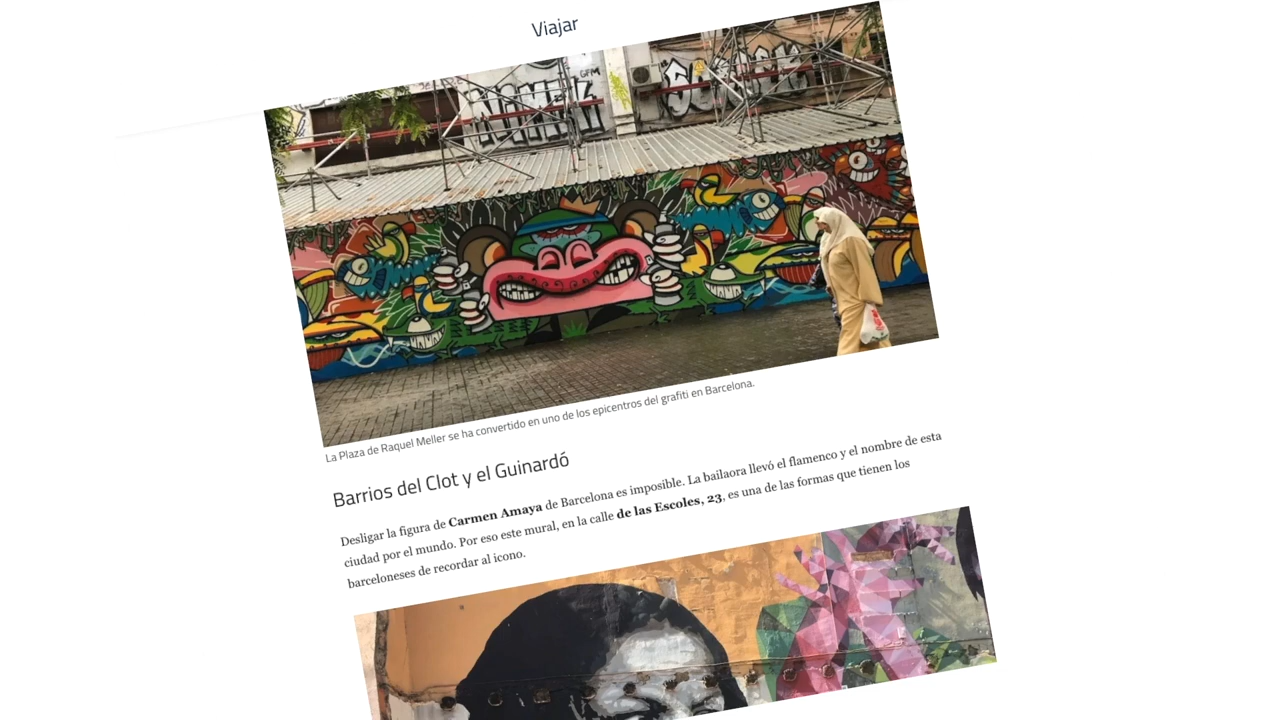 Viajar
NAMEK
GFM
La Plaza de Raquel Meller se ha convertido en uno de los epicentros del grafiti en Barcelona.
Barrios del Clot y el Guinardó
Desligar la figura de Carmen Amaya de Barcelona es imposible. La bailaora llevó el flamenco y el nombre de esta
ciudad por el mundo. Por eso este mural, en la calle de las Escoles, 23, es una de las formas que tienen los
barceloneses de recordar al icono.